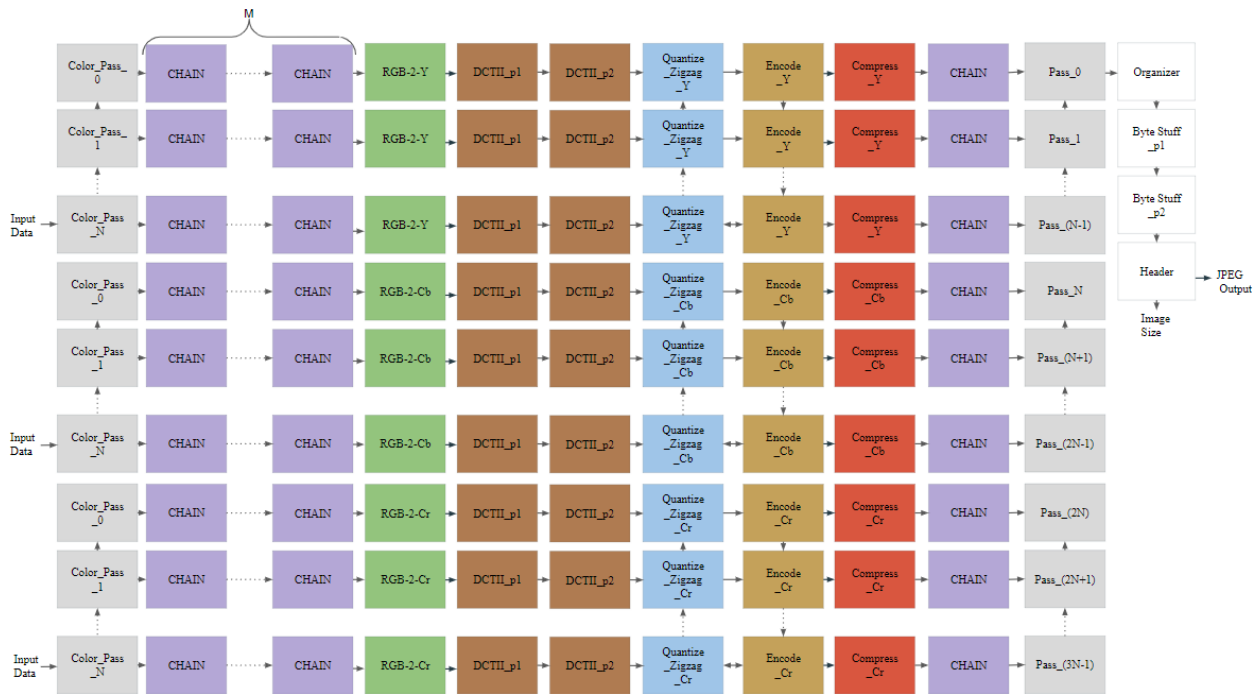 M
Color_Pass_
0
CHAIN
CHAIN
RGB-2-Y
DCTII_p1
DCTII_p2
Quantize
_Zigzag
_Y
Encode
_Y
Compress
_Y
CHAIN
Pass_0
Organizer
Color_Pass_
1
CHAIN
CHAIN
RGB-2-Y
DCTII_p1
DCTII_p2
Quantize
_Zigzag
_Y
Encode
_Y
Compress
_Y
CHAIN
Pass_1
Byte Stuff
_p1
Input
Data
Color_Pass
_N
CHAIN
CHAIN
RGB-2-Y
DCTII_p1
DCTII_p2
Quantize
_Zigzag
_Y
Encode
_Y
Compress
_Y
CHAIN
Pass_(N-1)
Byte Stuff
_p2
Color_Pass_
0
CHAIN
CHAIN
RGB-2-Cb
DCTII_p1
DCTII_p2
Quantize
_Zigzag
_Cb
Encode
_Cb
Compress
_Cb
CHAIN
Pass_N
Header
JPEG
Output
Image
Size
Color_Pass_
1
CHAIN
CHAIN
RGB-2-Cb
DCTII_p1
DCTII_p2
Quantize
_Zigzag
_Cb
Encode
_Cb
Compress
_Cb
CHAIN
Pass_(N+1)
Input
Data
Color_Pass
_N
CHAIN
CHAIN
RGB-2-Cb
DCTII_p1
DCTII_p2
Quantize
_Zigzag
_Cb
Encode
_Cb
Compress
_Cb
CHAIN
Pass_(2N-1)
Color_Pass_
0
CHAIN
CHAIN
RGB-2-Cr
DCTII_p1
DCTII_p2
Quantize
_Zigzag
_Cr
Encode
_Cr
Compress
_Cr
CHAIN
Pass_(2N)
Color_Pass_
1
CHAIN
CHAIN
RGB-2-Cr
DCTII_p1
DCTII_p2
Quantize
_Zigzag
_Cr
Encode
_Cr
Compress
_Cr
CHAIN
Pass_(2N+1)
Input
Data
Color_Pass
_N
CHAIN
CHAIN
RGB-2-Cr
DCTII_p1
DCTII_p2
Quantize
_Zigzag
_Cr
Encode
_Cr
Compress
_Cr
CHAIN
Pass_(3N-1)